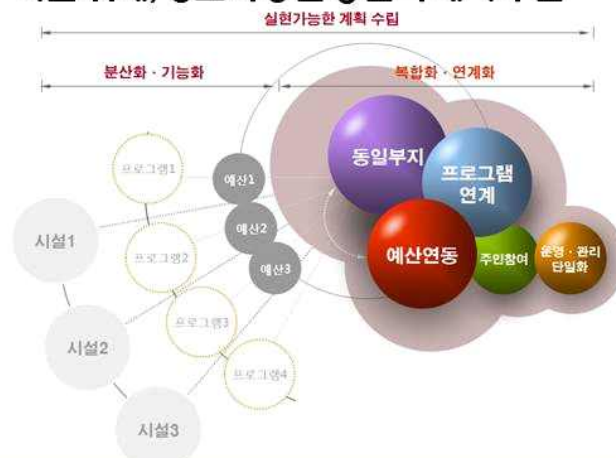 실현가능한 계획 수립
분산화 · 기능화
복합화 · 연계화
프로그램1
예산1
동일부지
프로그램
연계
시설1
예산2
프로그램2
예산3
예산연동
주인참여
운영 · 관리
단일화
프로그램3
시설2
프로그램4
시설3